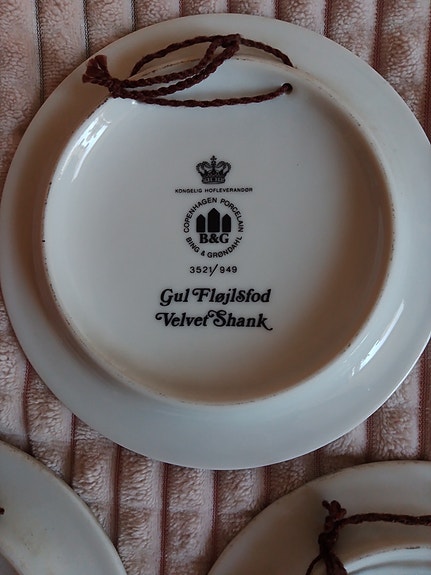 KONGELIG HOFLEVERANDØR
COPENHAGEN PORCELAIN
B&G
BING & GRØNDAHL
3521/949
Gul Fløjlsfod
Velvet Shank